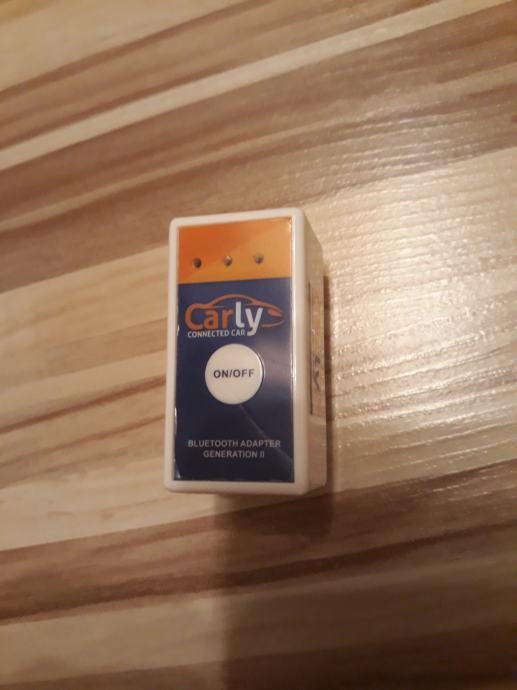 Carly
CONNECTED CAR
ON/OFF
BLUETOOTH ADAPTER
GENERATION II